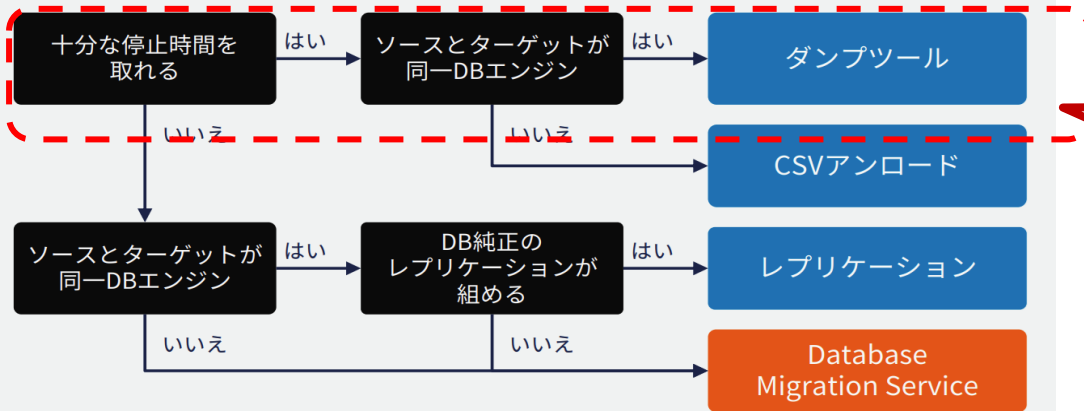 十分な停止時間を
取れる
はい
ソースとターゲットが
同一DBエンジン
はい
ダンプツール
いいえ
いいえ
CSVアンロード
ソースとターゲットが
同一DBエンジン
はい
DB純正の
レプリケーションが
組める
はい
レプリケーション
いいえ
いいえ
Database
Migration Service